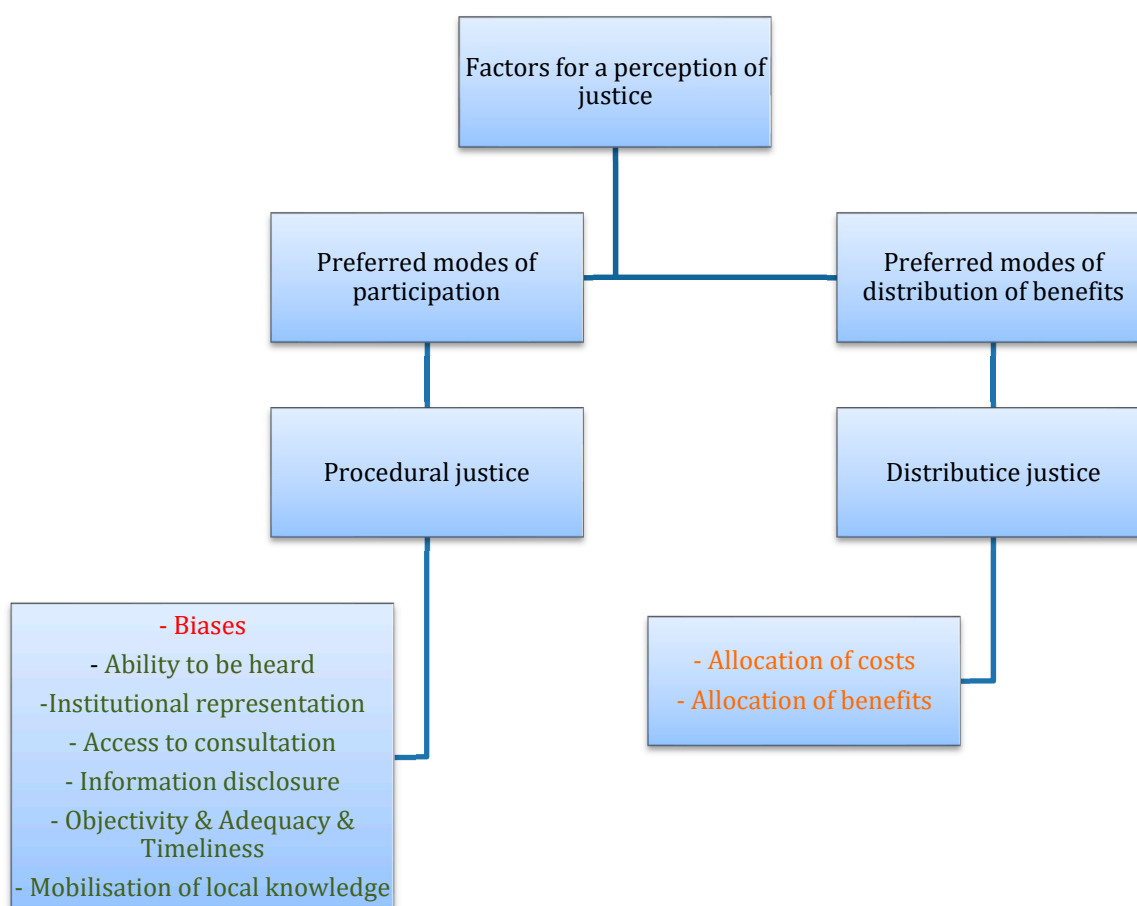 Factors for a perception of
justice
Preferred modes of
participation
Preferred modes of
distribution of benefits
Procedural justice
Distributice justice
- Biases
- Ability to be heard
-Institutional representation
- Access to consultation
- Information disclosure
- Objectivity & Adequacy &
Timeliness
- Mobilisation of local knowledge
- Allocation of costs
- Allocation of benefits